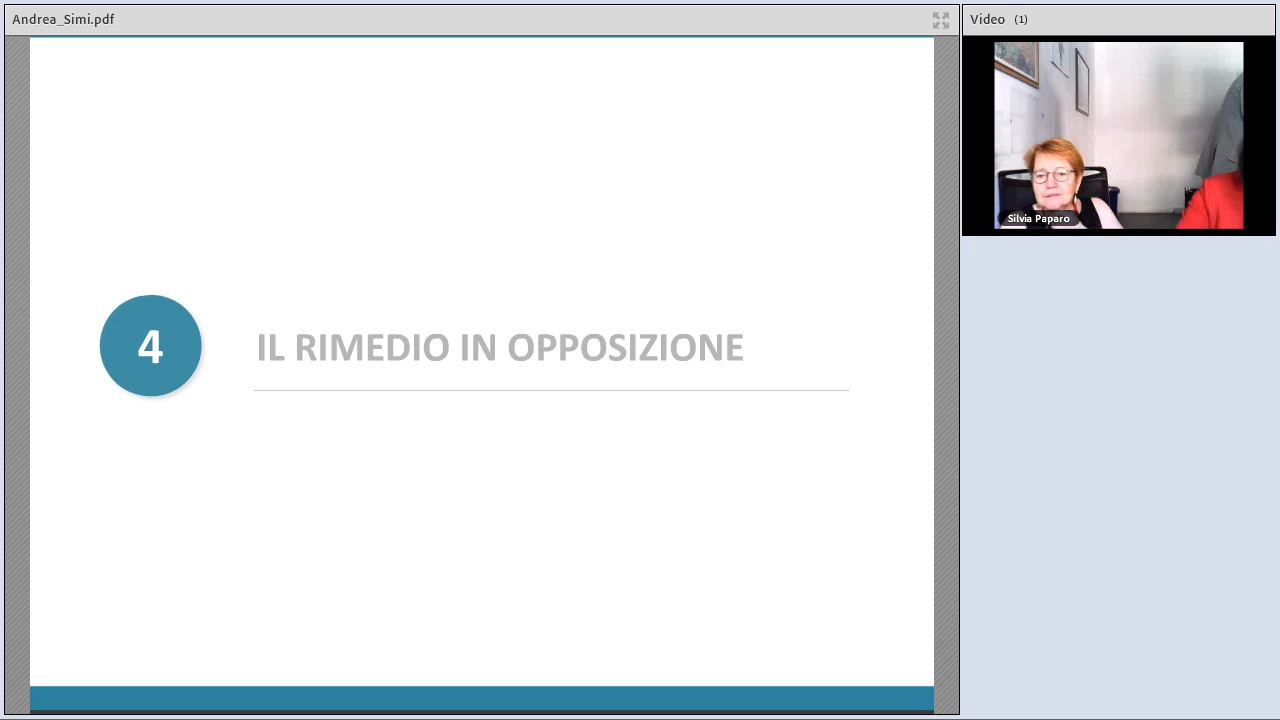 Andrea_Simi.pdf
Video (1)
Silvia Paparo
4
IL RIMEDIO IN OPPOSIZIONE